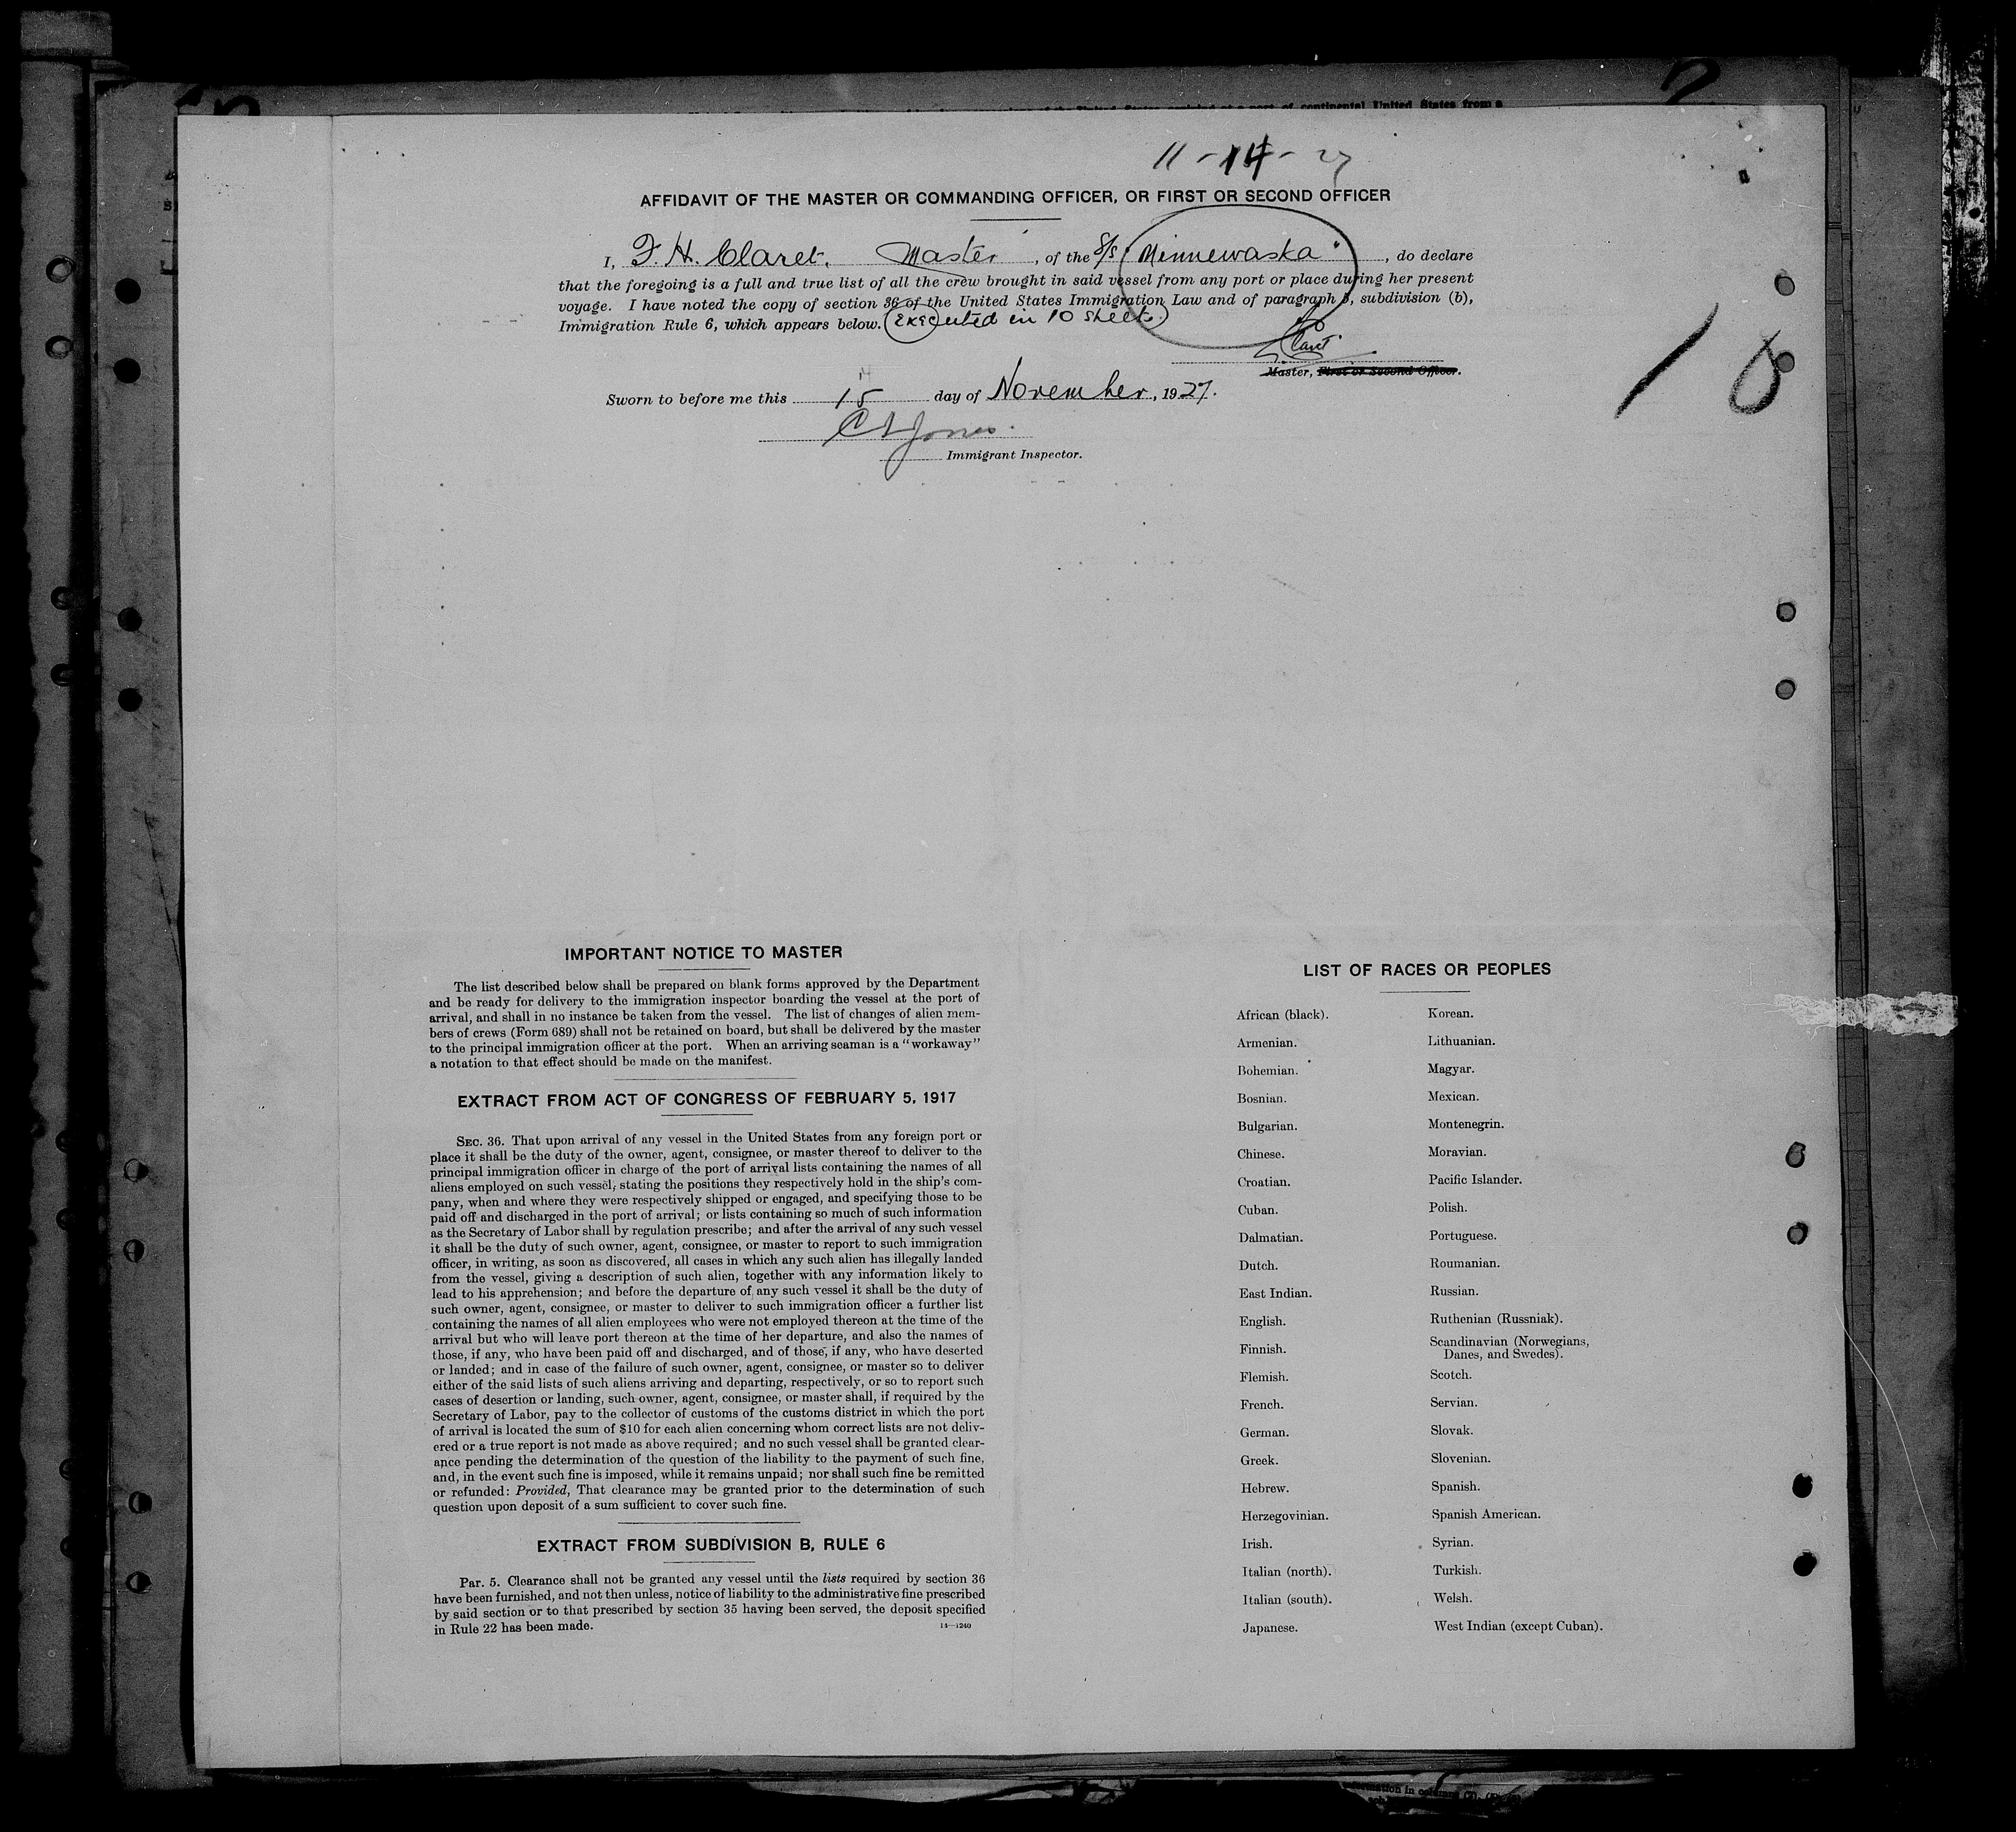 11-14-27
AFFIDAVIT OF THE MASTER OR COMMANDING OFFICER, OR FIRST OR SECOND OFFICER
I, F. H. Claret. Master, of the S/S "Minnewaska", do declare
that the foregoing is a full and true list of all the crew brought in said vessel from any port or place during her present
voyage. I have noted the copy of section 36 of the United States Immigration Law and of paragraph 5, subdivision (b),
Immigration Rule 6, which appears below. Executed in 10 sheets.
Claret
Master, First or Second Officer.
10
14
Sworn to before me this 15 day of November, 1927.
Jones.
Immigrant Inspector.
IMPORTANT NOTICE TO MASTER
The list described below shall be prepared on blank forms approved by the Department
and be ready for delivery to the immigration inspector boarding the vessel at the port of
arrival, and shall in no instance be taken from the vessel. The list of changes of alien mem-
bers of crews (Form 689) shall not be retained on board, but shall be delivered by the master
to the principal immigration officer at the port. When an arriving seaman is a "workaway"
a notation to that effect should be made on the manifest.
EXTRACT FROM ACT OF CONGRESS OF FEBRUARY 5, 1917
SEC. 36. That upon arrival of any vessel in the United States from any foreign port or
place it shall be the duty of the owner, agent, consignee, or master thereof to deliver to the
principal immigration officer in charge of the port of arrival lists containing the names of all
aliens employed on such vessel, stating the positions they respectively hold in the ship's com-
pany, when and where they were respectively shipped or engaged, and specifying those to be
paid off and discharged in the port of arrival; or lists containing so much of such information
as the Secretary of Labor shall by regulation prescribe; and after the arrival of any such vessel
it shall be the duty of such owner, agent, consignee, or master to report to such immigration
officer, in writing, as soon as discovered, all cases in which any such alien has illegally landed
from the vessel, giving a description of such alien, together with any information likely to
lead to his apprehension; and before the departure of any such vessel it shall be the duty of
such owner, agent, consignee, or master to deliver to such immigration officer a further list
containing the names of all alien employees who were not employed thereon at the time of the
arrival but who will leave port thereon at the time of her departure, and also the names of
those, if any, who have been paid off and discharged, and of those, if any, who have deserted
or landed; and in case of the failure of such owner, agent, consignee, or master so to deliver
either of the said lists of such aliens arriving and departing, respectively, or so to report such
cases of desertion or landing, such owner, agent, consignee, or master shall, if required by the
Secretary of Labor, pay to the collector of customs of the customs district in which the port
of arrival is located the sum of $10 for each alien concerning whom correct lists are not deliv-
ered or a true report is not made as above required; and no such vessel shall be granted clear-
ance pending the determination of the question of the liability to the payment of such fine,
and, in the event such fine is imposed, while it remains unpaid; nor shall such fine be remitted
or refunded: Provided, That clearance may be granted prior to the determination of such
question upon deposit of a sum sufficient to cover such fine.
EXTRACT FROM SUBDIVISION B, RULE 6
Par. 5. Clearance shall not be granted any vessel until the lists required by section 36
have been furnished, and not then unless, notice of liability to the administrative fine prescribed
by said section or to that prescribed by section 35 having been served, the deposit specified
in Rule 22 has been made.
14—1240
LIST OF RACES OR PEOPLES
African (black).
Armenian.
Bohemian.
Bosnian.
Bulgarian.
Chinese.
Croatian.
Cuban.
Dalmatian.
Dutch.
East Indian.
English.
Finnish.
Flemish.
French.
German.
Greek.
Hebrew.
Herzegovinian.
Irish.
Italian (north).
Italian (south).
Japanese.
Korean.
Lithuanian.
Magyar.
Mexican.
Montenegrin.
Moravian.
Pacific Islander.
Polish.
Portuguese.
Roumanian.
Russian.
Ruthenian (Russniak).
Scandinavian (Norwegians,
Danes, and Swedes).
Scotch.
Servian.
Slovak.
Slovenian.
Spanish.
Spanish American.
Syrian.
Turkish.
Welsh.
West Indian (except Cuban).